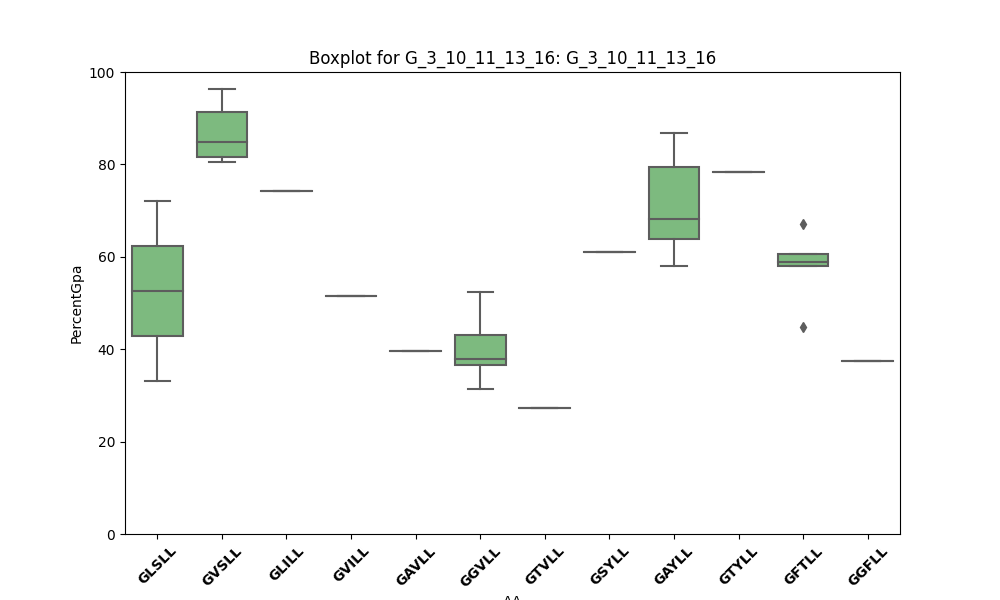 Boxplot for G_3_10_11_13_16: G_3_10_11_13_16
100
80
60
40
20
0
PercentGpa
GLSLL
GVSLL
GLILL
GVILL
GAVLL
GGVLL
GTVLL
GSYLL
GAYLL
GTYLL
GFTLL
GGFLL
AA